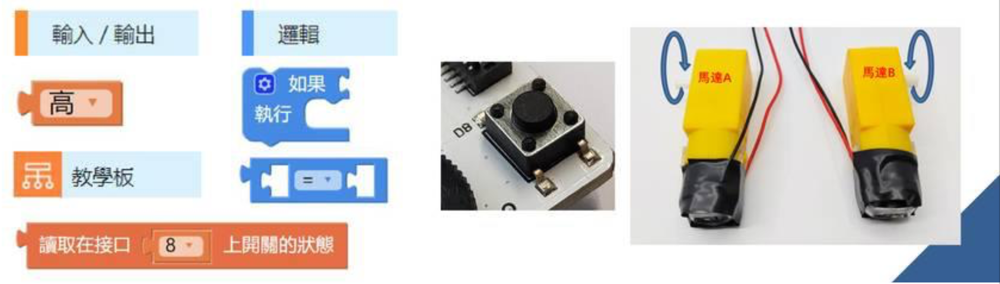 輸入 / 輸出
邏輯
高
如果
執行
教學板
=
讀取在接口 8 上開關的狀態
D8
馬達A
馬達B